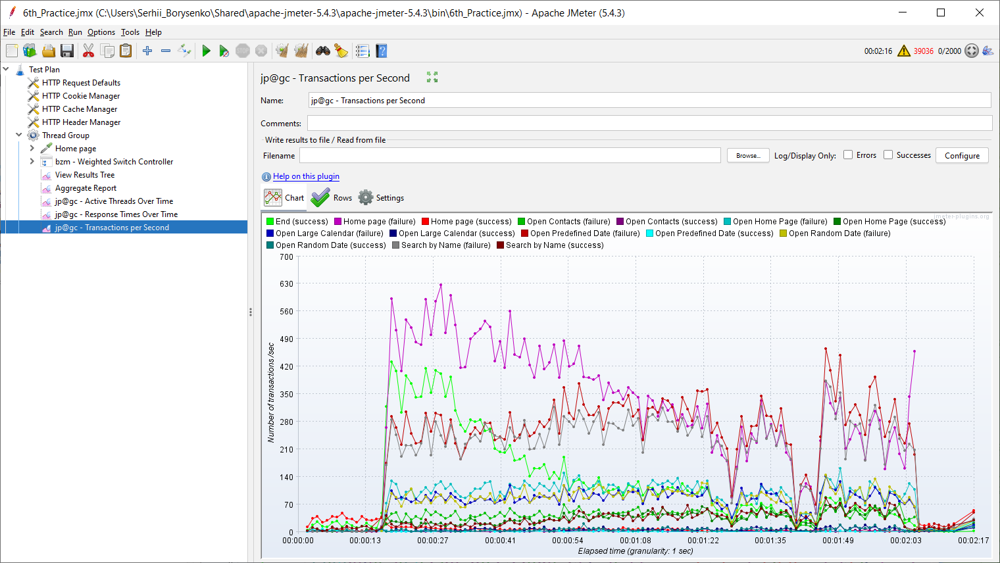 6th_Practice.jmx (C:\Users\Serhii_Borysenko\Shared\apache-jmeter-5.4.3\apache-jmeter-5.4.3\bin\6th_Practice.jmx) - Apache JMeter (5.4.3)
File Edit Search Run Options Tools Help
STOP 00:02:16 39036 0/2000
Test Plan
HTTP Request Defaults
HTTP Cookie Manager
HTTP Cache Manager
HTTP Header Manager
Thread Group
Home page
bzm - Weighted Switch Controller
View Results Tree
Aggregate Report
jp@gc - Active Threads Over Time
jp@gc - Response Times Over Time
jp@gc - Transactions per Second
jp@gc - Transactions per Second
Name: jp@gc - Transactions per Second
Comments:
Write results to file / Read from file
Filename Browse... Log/Display Only: Errors Successes Configure
Help on this plugin
Chart Rows Settings
jmeter-plugins.org
End (success) Home page (failure) Home page (success) Open Contacts (failure) Open Contacts (success) Open Home Page (failure) Open Home Page (success)
Open Large Calendar (failure) Open Large Calendar (success) Open Predefined Date (failure) Open Predefined Date (success) Open Random Date (failure)
Open Random Date (success) Search by Name (failure) Search by Name (success)
700
630
560
490
420
350
280
210
140
70
0
Number of transactions /sec
00:00:00 00:00:13 00:00:27 00:00:41 00:00:54 00:01:08 00:01:22 00:01:35 00:01:49 00:02:03 00:02:17
Elapsed time (granularity: 1 sec)